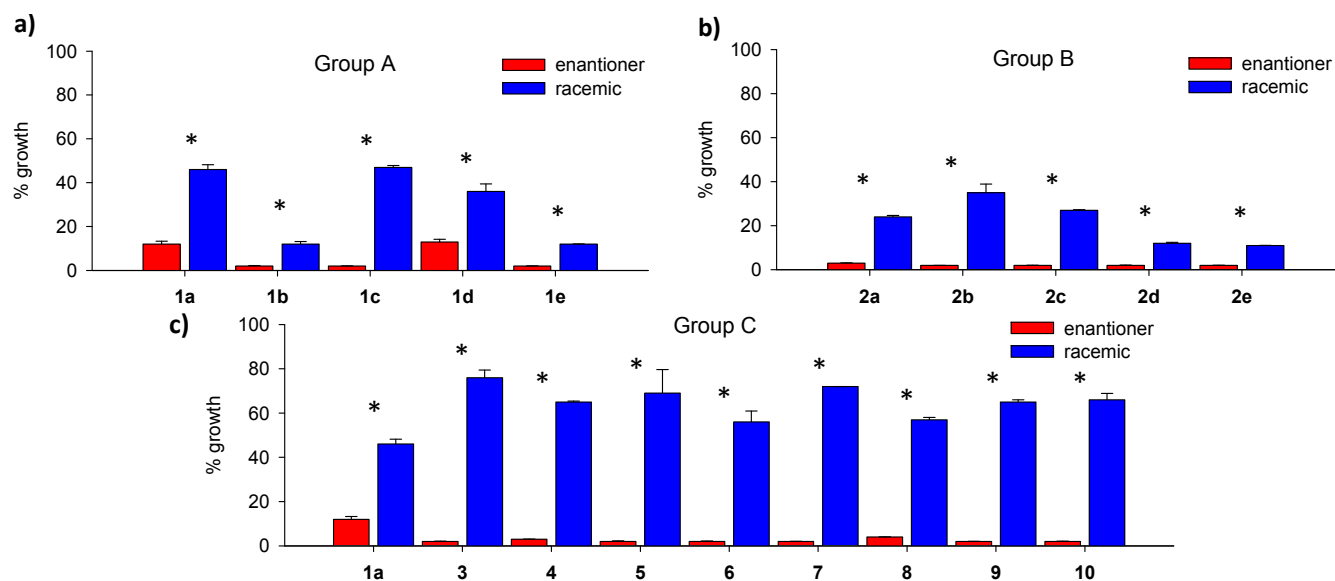 a)
Group A
enantioner
racemic
% growth
100
80
60
40
20
0
1a 1b 1c 1d 1e
*
*
*
*
*
b)
Group B
enantioner
racemic
% growth
100
80
60
40
20
0
2a 2b 2c 2d 2e
*
*
*
*
*
c)
Group C
enantioner
racemic
% growth
100
80
60
40
20
0
1a 3 4 5 6 7 8 9 10
*
*
*
*
*
*
*
*
*